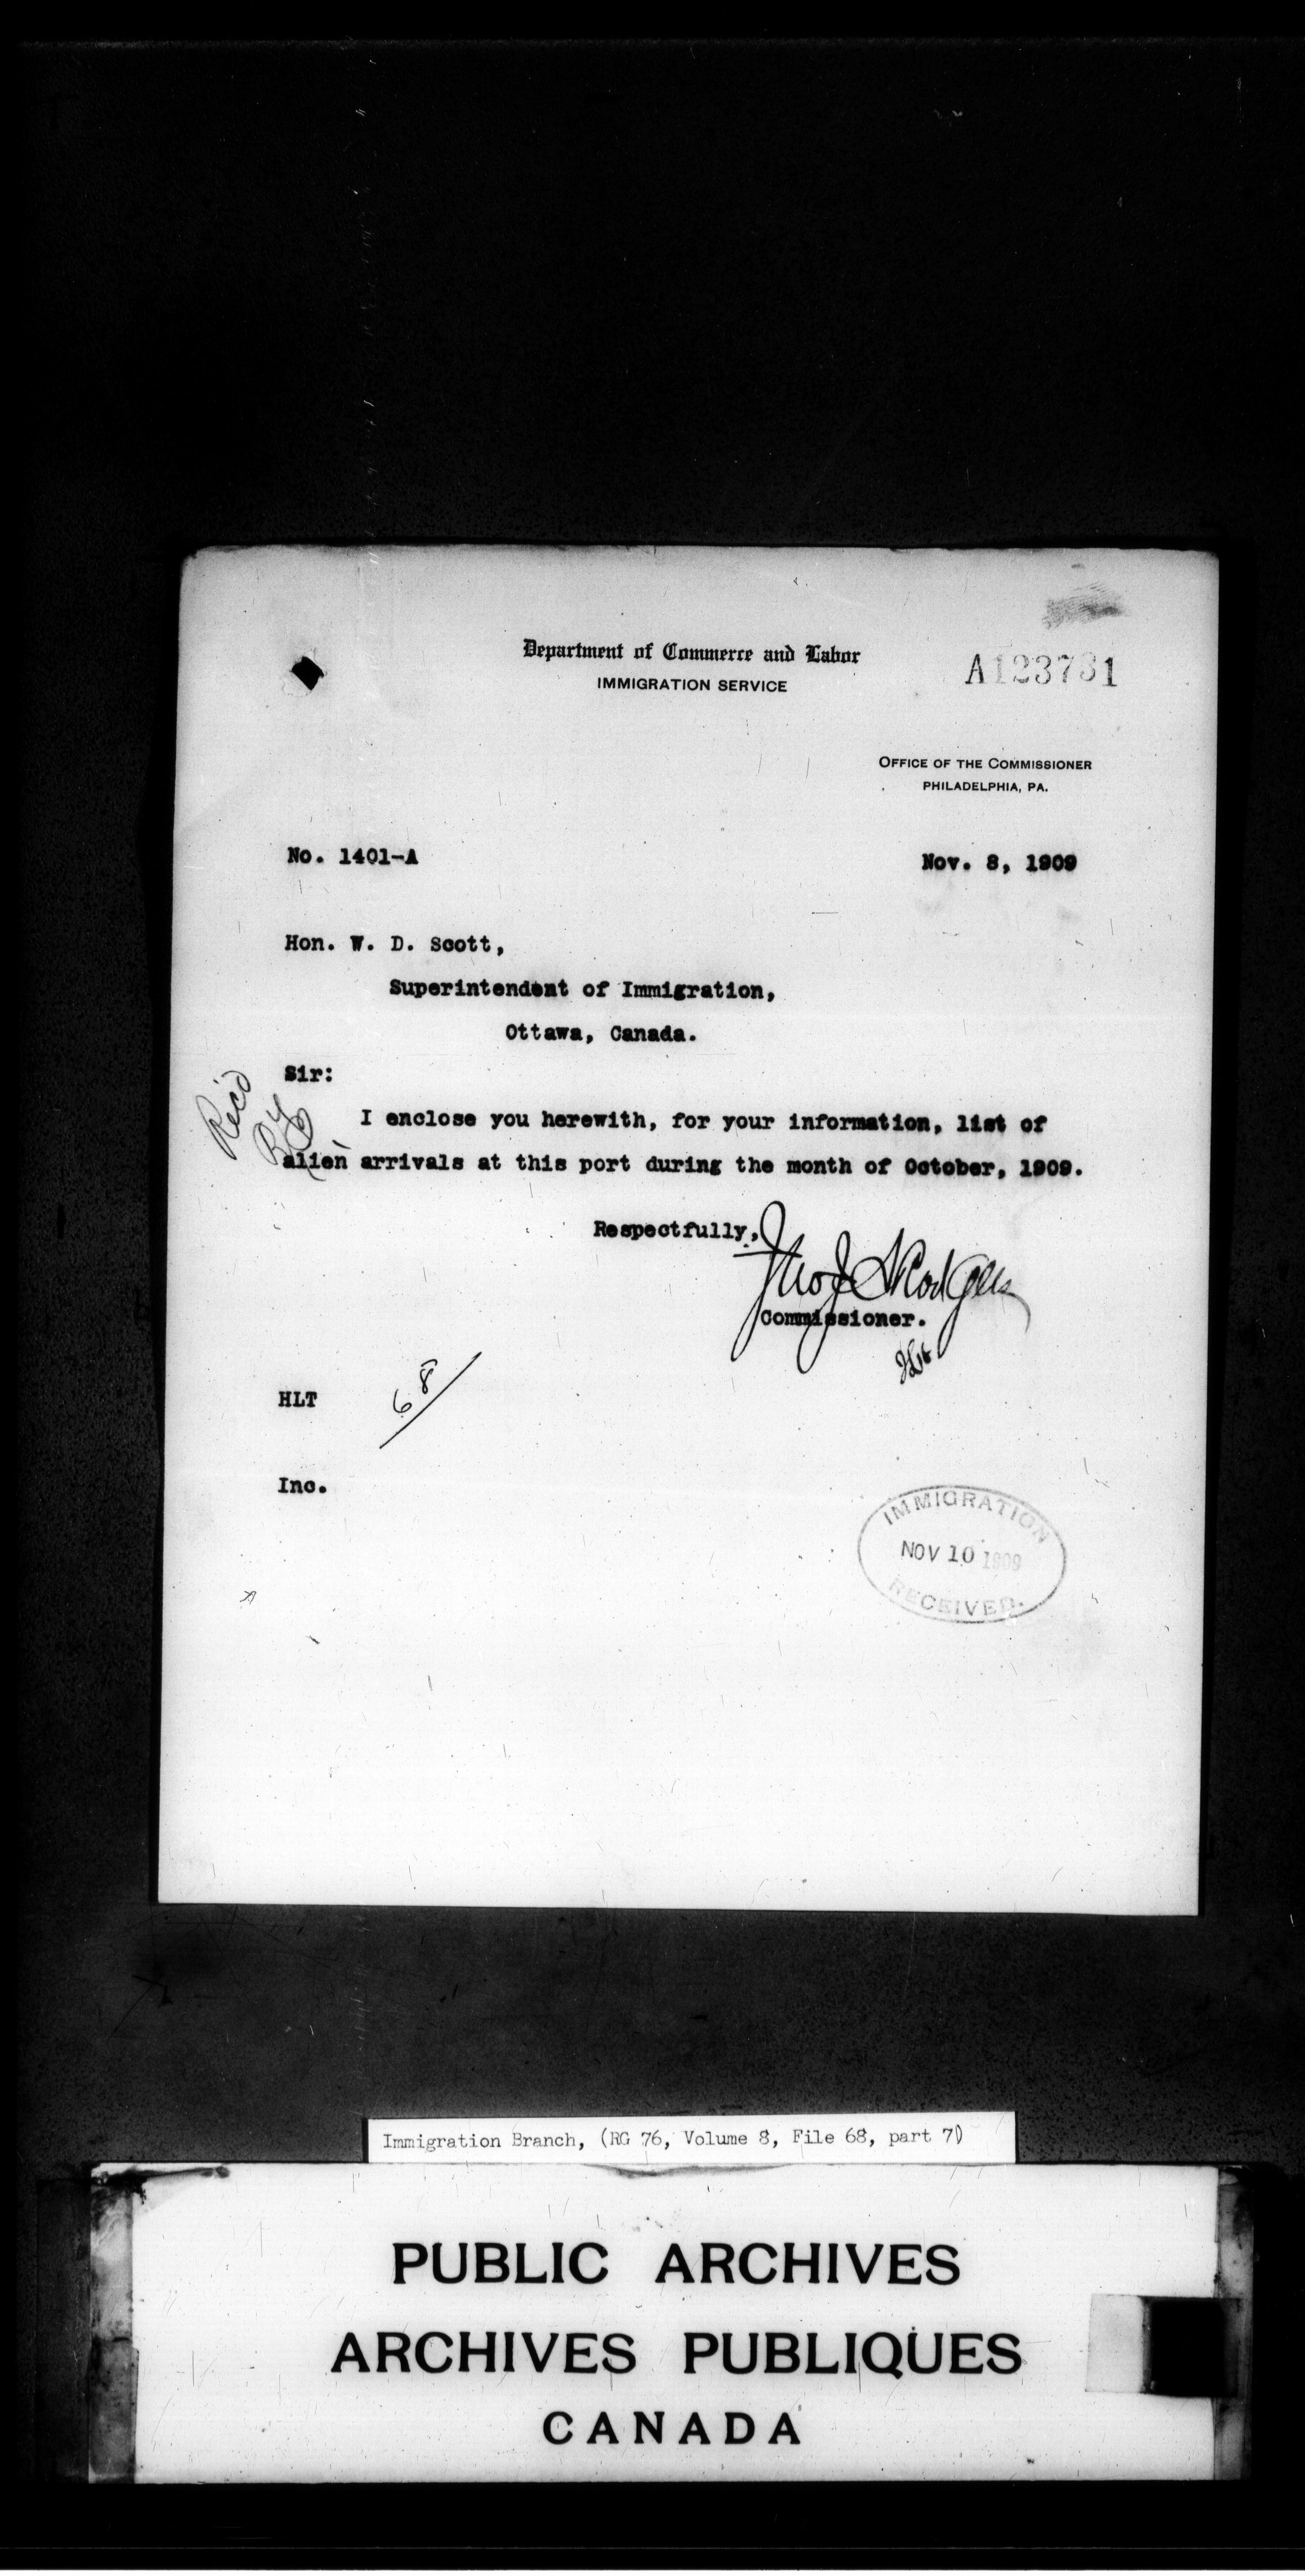 Department of Commerce and Labor
IMMIGRATION SERVICE
A123731
OFFICE OF THE COMMISSIONER
PHILADELPHIA, PA.
No. 1401-A
Nov. 8, 1909
Hon. W. D. Scott,
Superintendent of Immigration,
Ottawa, Canada.
Sir:
Rec'd
I enclose you herewith, for your information, list of
alien arrivals at this port during the month of October, 1909.
Respectfully,
Jno J S Rodgers
Commissioner.
HLT
68
Inc.
IMMIGRATION
NOV 10 1909
RECEIVED.
Immigration Branch, (RG 76, Volume 8, File 68, part 7)
PUBLIC ARCHIVES
ARCHIVES PUBLIQUES
CANADA